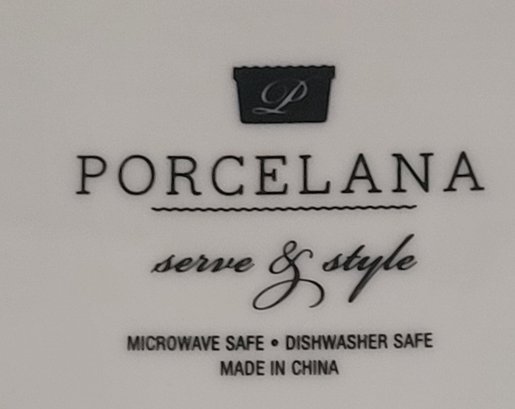 P
PORCELANA
serve & style
MICROWAVE SAFE • DISHWASHER SAFE
MADE IN CHINA